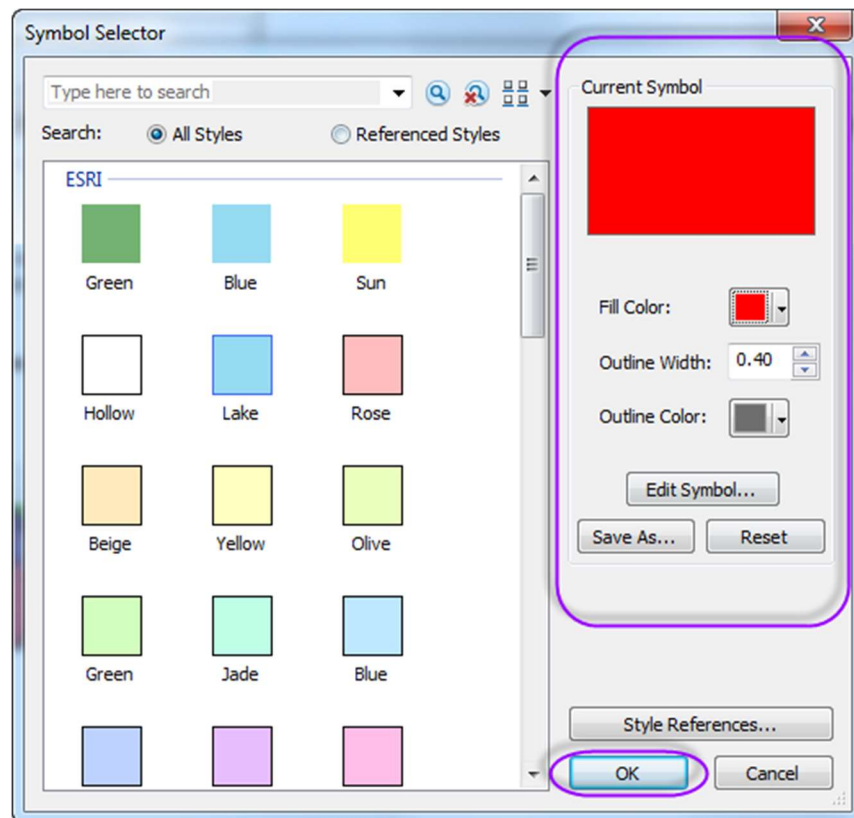 Symbol Selector
Type here to search
Search: All Styles Referenced Styles
ESRI
Green Blue Sun
Hollow Lake Rose
Beige Yellow Olive
Green Jade Blue
Current Symbol
Fill Color:
Outline Width: 0.40
Outline Color:
Edit Symbol...
Save As... Reset
Style References...
OK Cancel